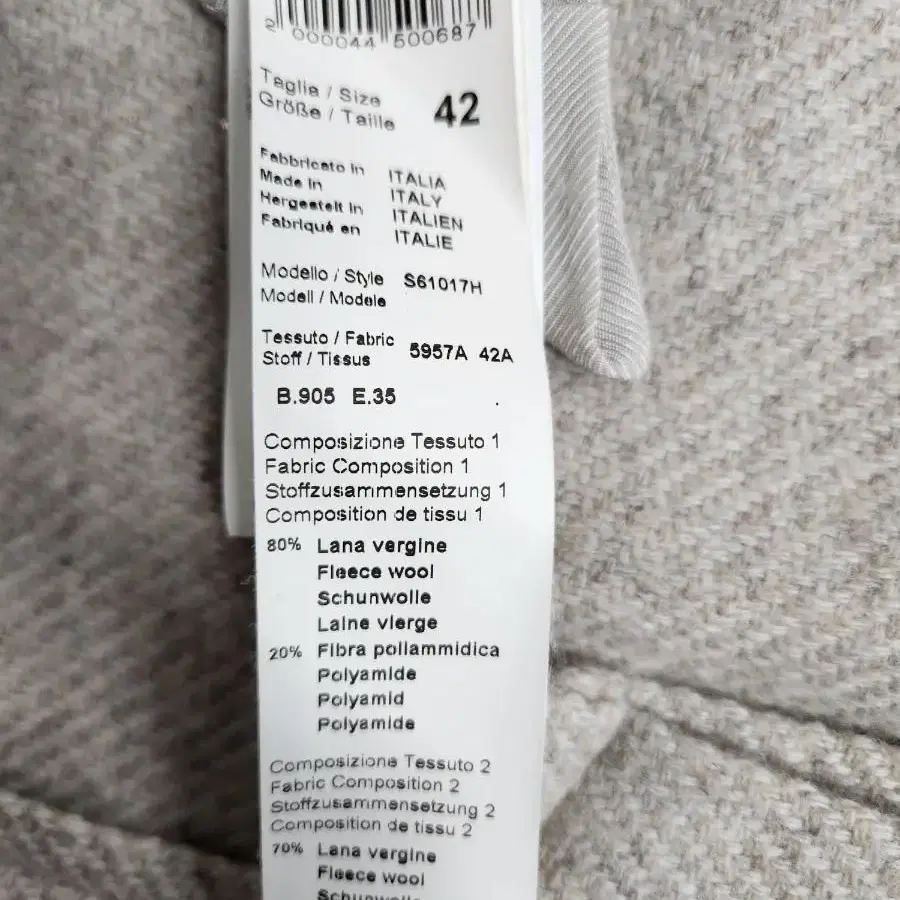 2 000044 500687
Taglia / Size
Größe / Taille 42
Fabbricato in ITALIA
Made in ITALY
Hergestelt in ITALIEN
Fabriqué en ITALIE
Modello / Style S61017H
Modell / Modele
Tessuto / Fabric 5957A 42A
Stoff / Tissus
B.905 E.35
Composizione Tessuto 1
Fabric Composition 1
Stoffzusammensetzung 1
Composition de tissu 1
80% Lana vergine
Fleece wool
Schunwolle
Laine vierge
20% Fibra poliammidica
Polyamide
Polyamid
Polyamide
Composizione Tessuto 2
Fabric Composition 2
Stoffzusammensetzung 2
Composition de tissu 2
70% Lana vergine
Fleece wool
Schunwolle